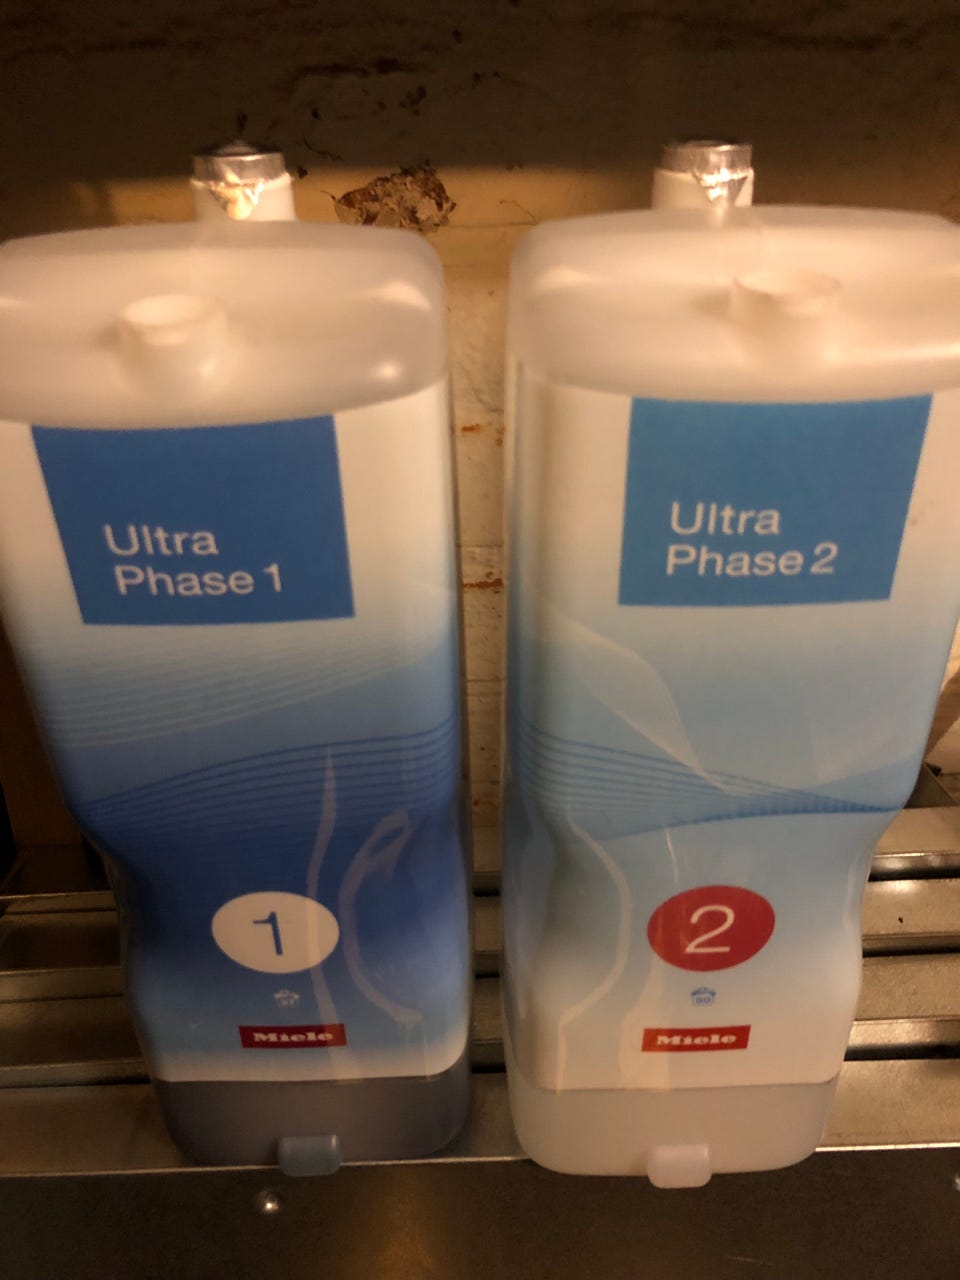 Ultra
Phase 1
1
Miele
Ultra
Phase 2
2
Miele